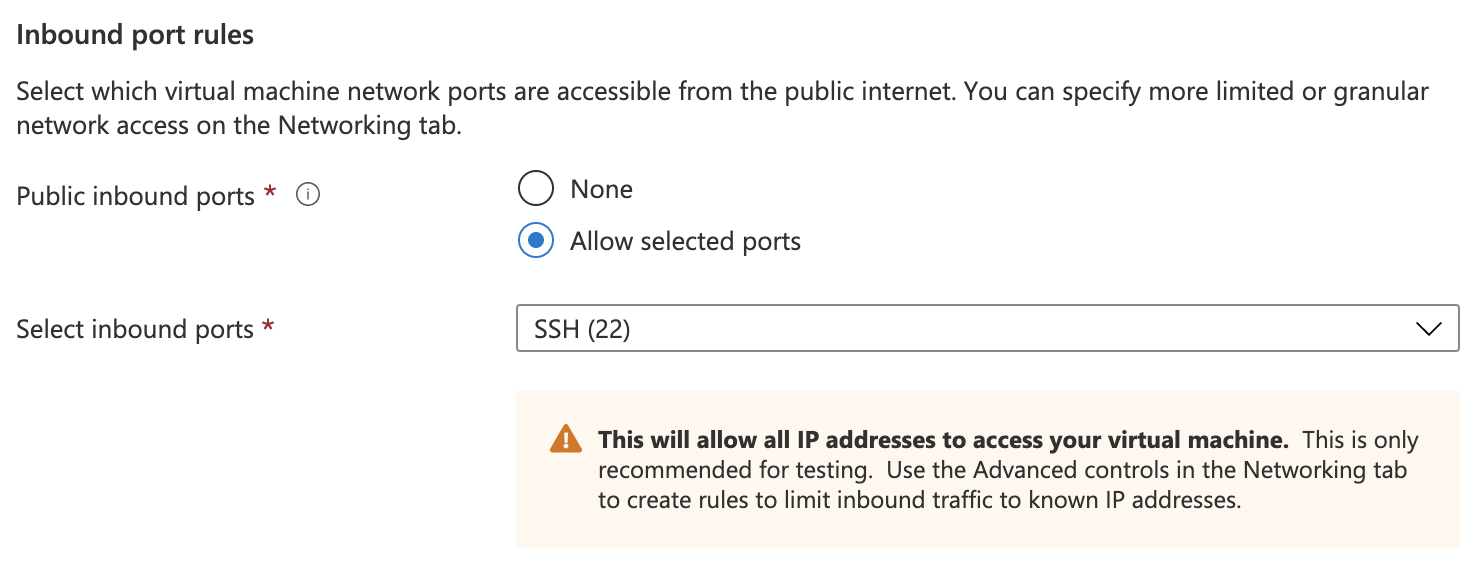 Inbound port rules
Select which virtual machine network ports are accessible from the public internet. You can specify more limited or granular
network access on the Networking tab.
Public inbound ports *
None
Allow selected ports
Select inbound ports *
SSH (22)
This will allow all IP addresses to access your virtual machine. This is only
recommended for testing. Use the Advanced controls in the Networking tab
to create rules to limit inbound traffic to known IP addresses.